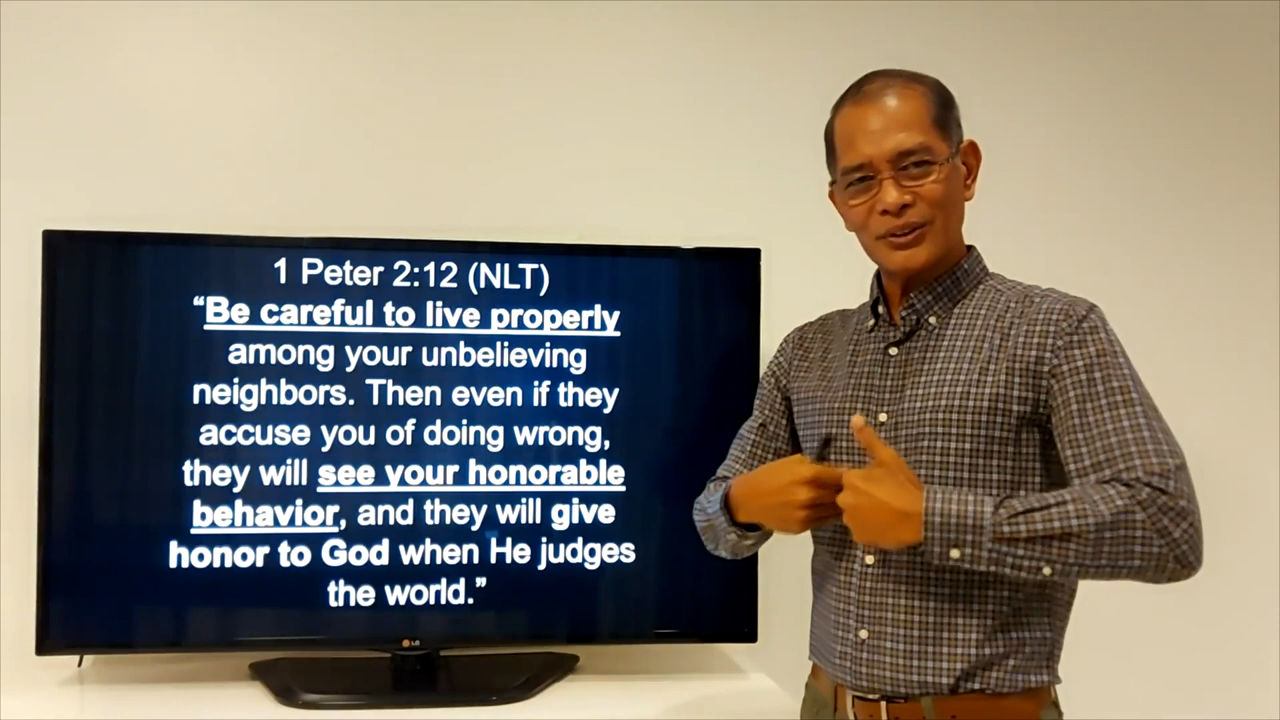 1 Peter 2:12 (NLT)
“Be careful to live properly
among your unbelieving
neighbors. Then even if they
accuse you of doing wrong,
they will see your honorable
behavior, and they will give
honor to God when He judges
the world.”
LG